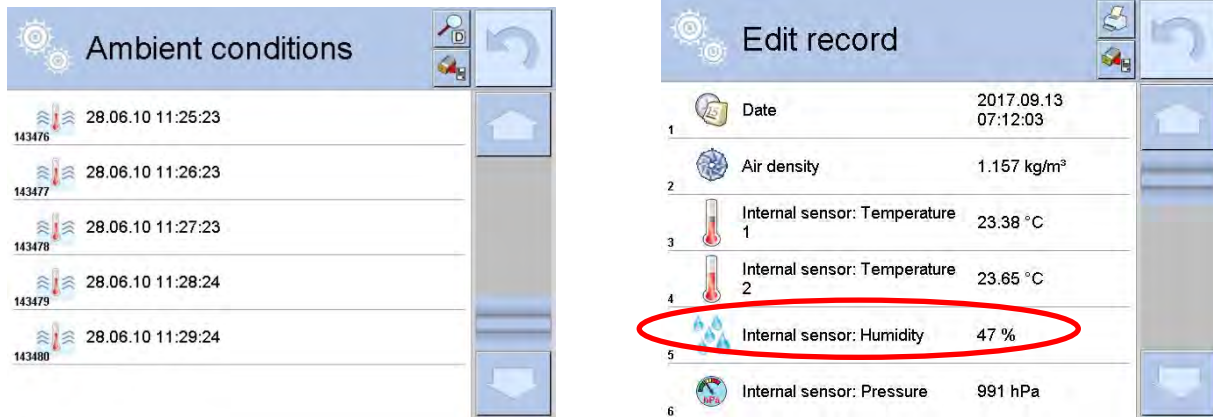 Ambient conditions
D
28.06.10 11:25:23
143476
28.06.10 11:26:23
143477
28.06.10 11:27:23
143478
28.06.10 11:28:24
143479
28.06.10 11:29:24
143480
Edit record
Date 2017.09.13
07:12:03
1
Air density 1.157 kg/m³
2
Internal sensor: Temperature
1 23.38 °C
3
Internal sensor: Temperature
2 23.65 °C
4
Internal sensor: Humidity 47 %
5
Internal sensor: Pressure 991 hPa
hPa
6